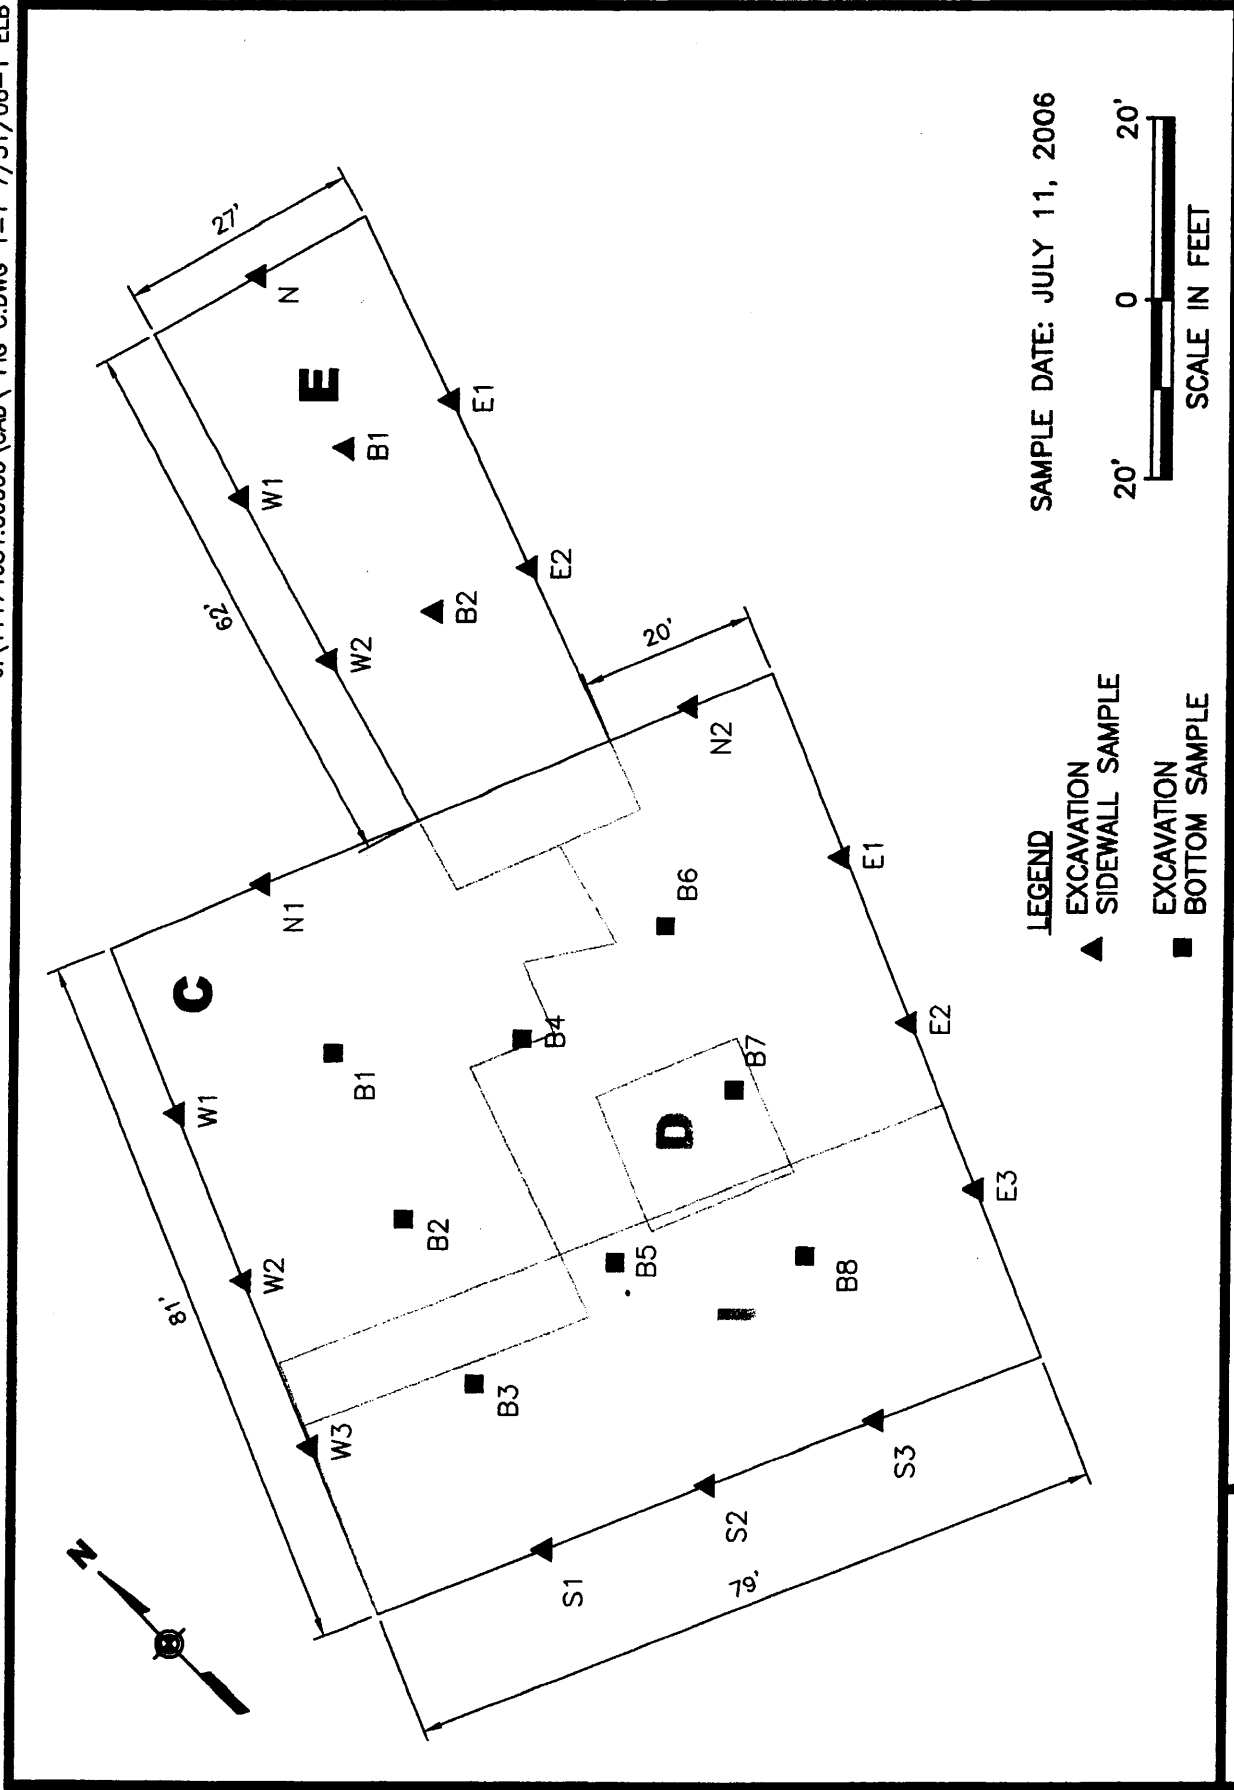 N
27'
N
E
B1
E1
W1
62'
B2
E2
W2
20'
N2
N1
C
81'
W1
B1
B4
B6
E1
W2
B2
D
B7
E2
B5
B8
E3
W3
B3
S1
S2
S3
79'
SAMPLE DATE: JULY 11, 2006
20' 0 20'
SCALE IN FEET
LEGEND
EXCAVATION
SIDEWALL SAMPLE
EXCAVATION
BOTTOM SAMPLE